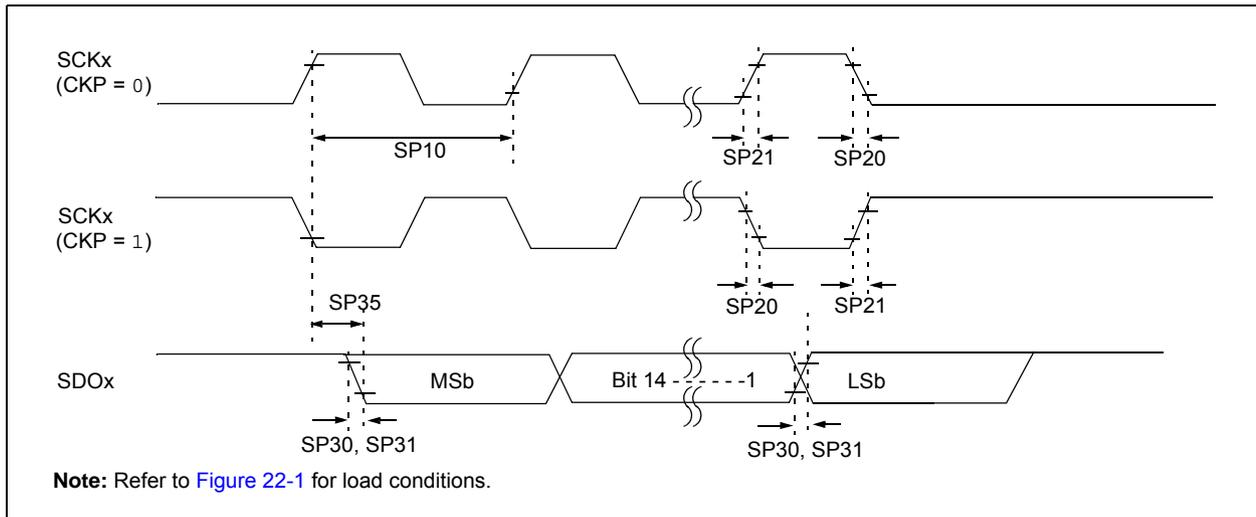 SCKx
(CKP = 0)
SP10
SP21
SP20
SCKx
(CKP = 1)
SP20
SP21
SP35
SDOx
MSb
Bit 14 - - - - - -1
LSb
SP30, SP31
SP30, SP31
Note: Refer to Figure 22-1 for load conditions.